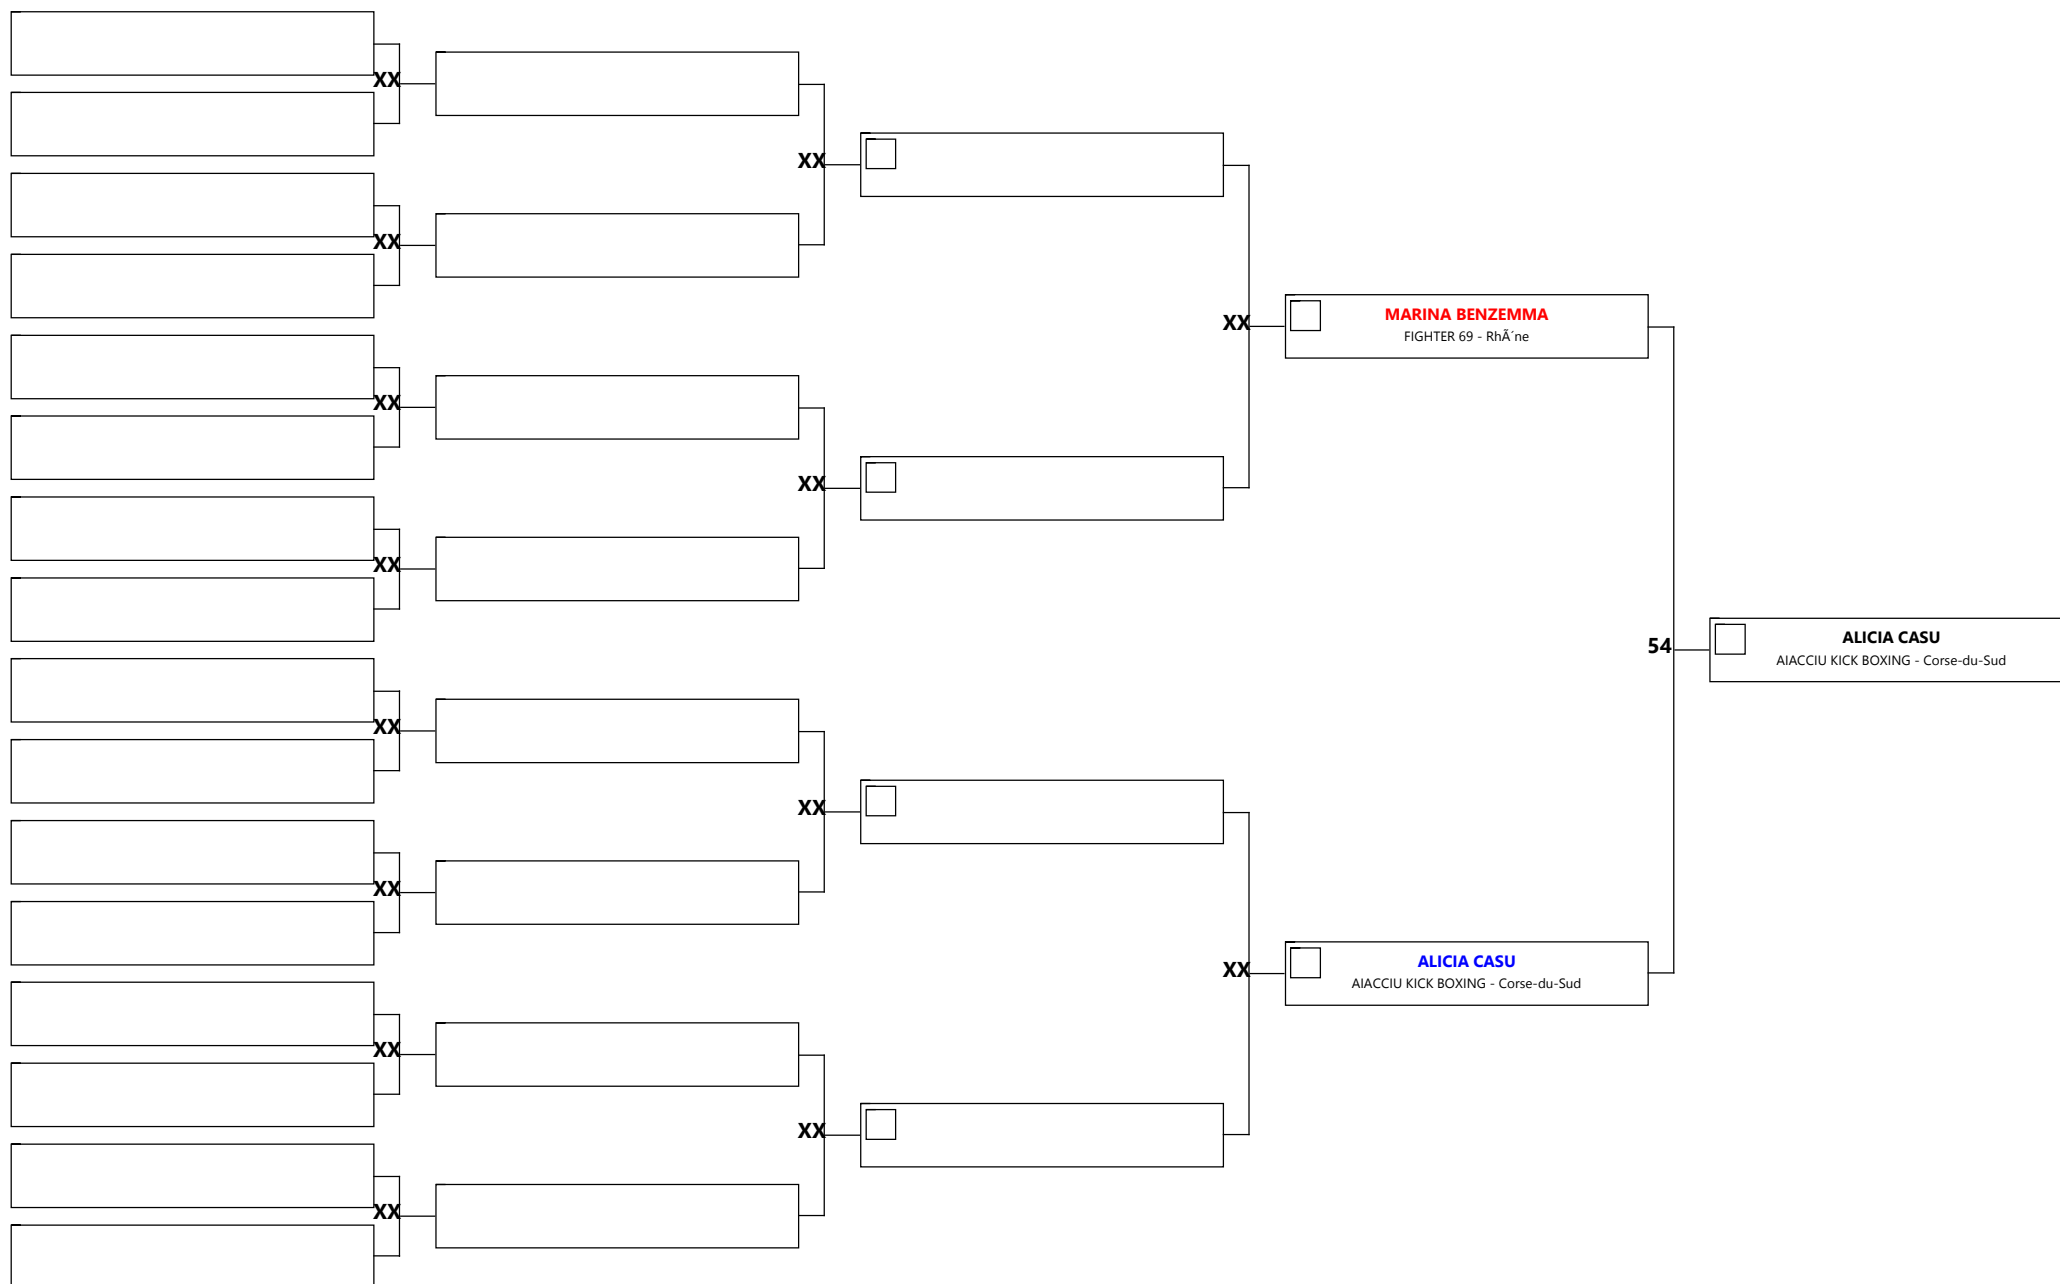 XX
XX
XX
XX
XX
XX
XX
XX
XX
XX
XX
XX
XX
MARINA BENZEMMA
FIGHTER 69 - RhÃ´ne
XX
ALICIA CASU
AIACCIU KICK BOXING - Corse-du-Sud
54
ALICIA CASU
AIACCIU KICK BOXING - Corse-du-Sud